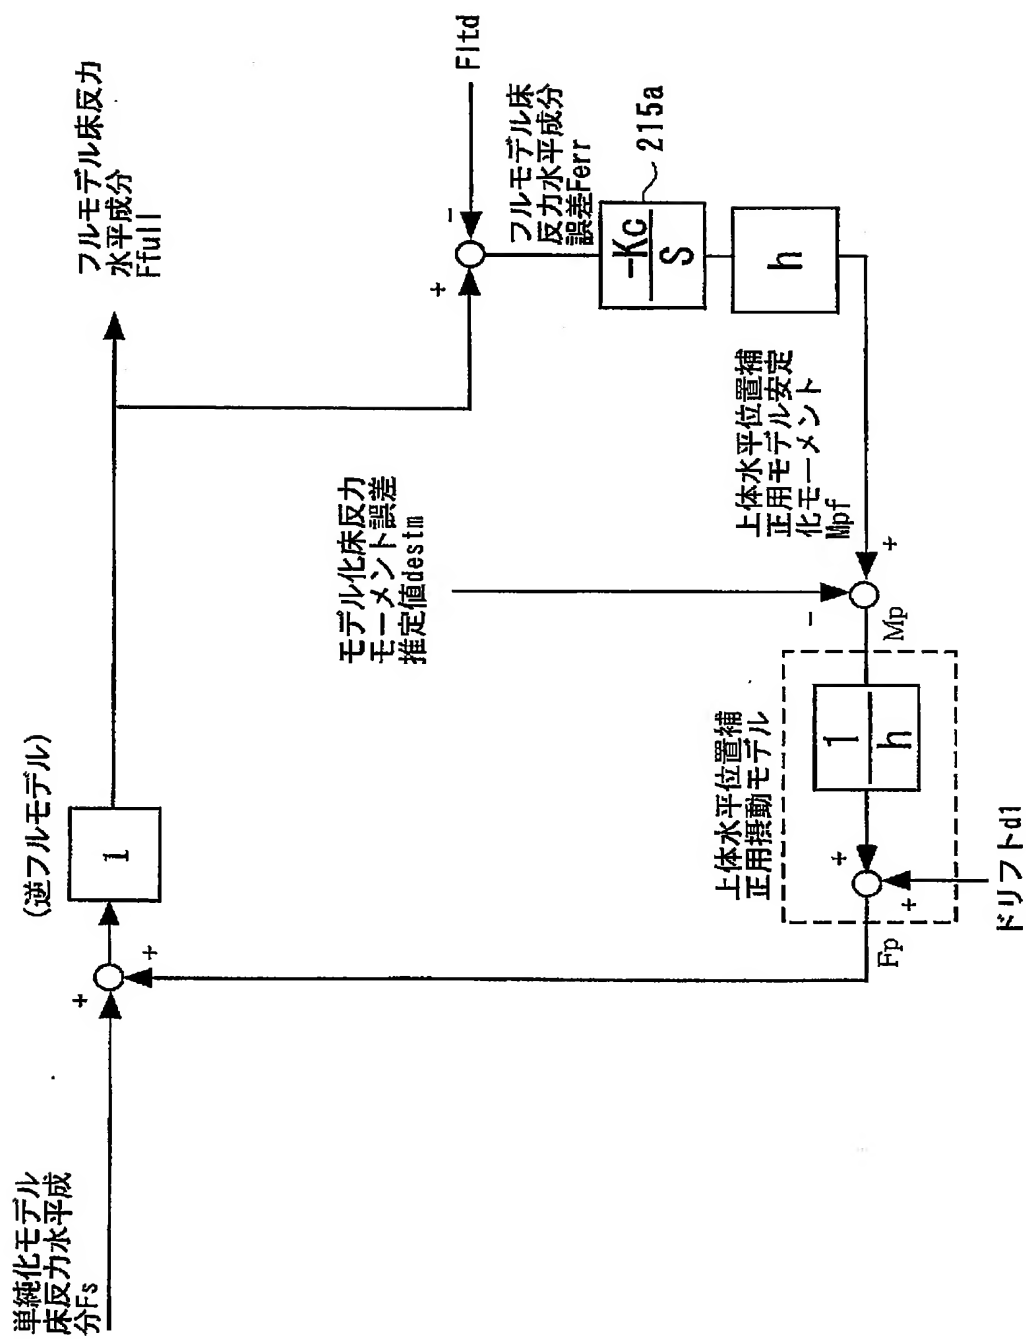 単純化モデル
床反力水平成
分Fs
+
+
(逆フルモデル)
1
フルモデル床反力
水平成分
Ffull
+
-
Fltd
フルモデル床
反力水平成分
誤差Ferr
-Kc
S
215a
h
モデル化床反力
モーメント誤差
推定値destm
上体水平位置補
正用モデル安定
化モーメント
Mpf
+
-
Mp
上体水平位置補
正用摂動モデル
1
h
+
+
Fp
ドリフトd1